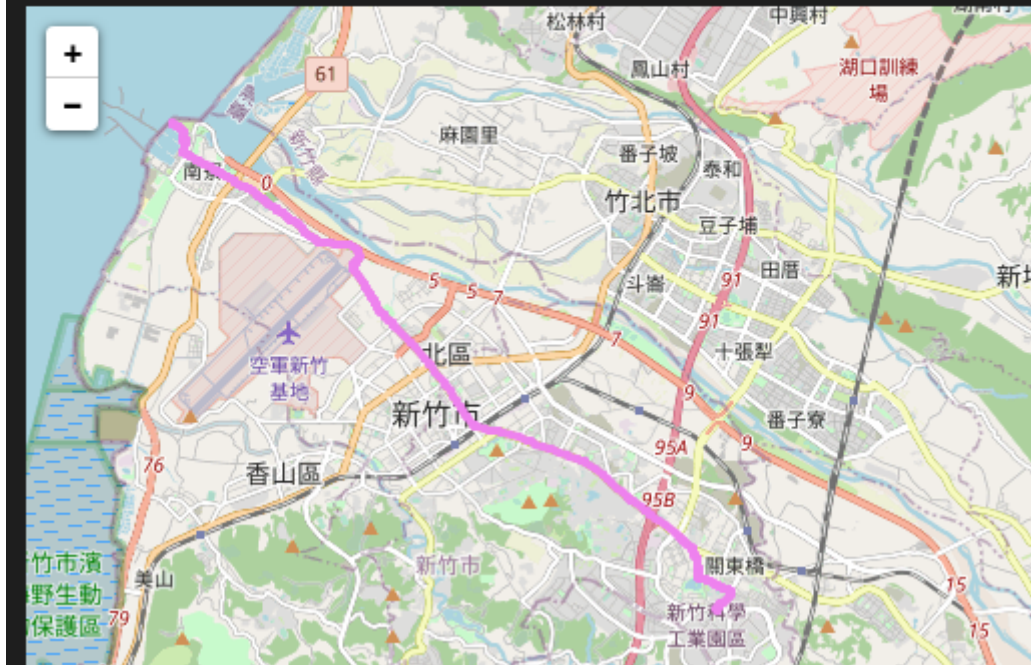 +
−
61
松林村
中興村
鳳山村
湖口訓練
場
麻園里
新竹縣
番子坡
泰和
南寮
0
竹北市
豆子埔
田厝
91
斗崙
5
5
7
91
7
北區
十張犁
空軍新竹
基地
9
新竹市
番子寮
9
香山區
76
95A
95B
竹市濱
野生動
保護區
美山
新竹市
關東橋
79
新竹科學
工業園區
15
15